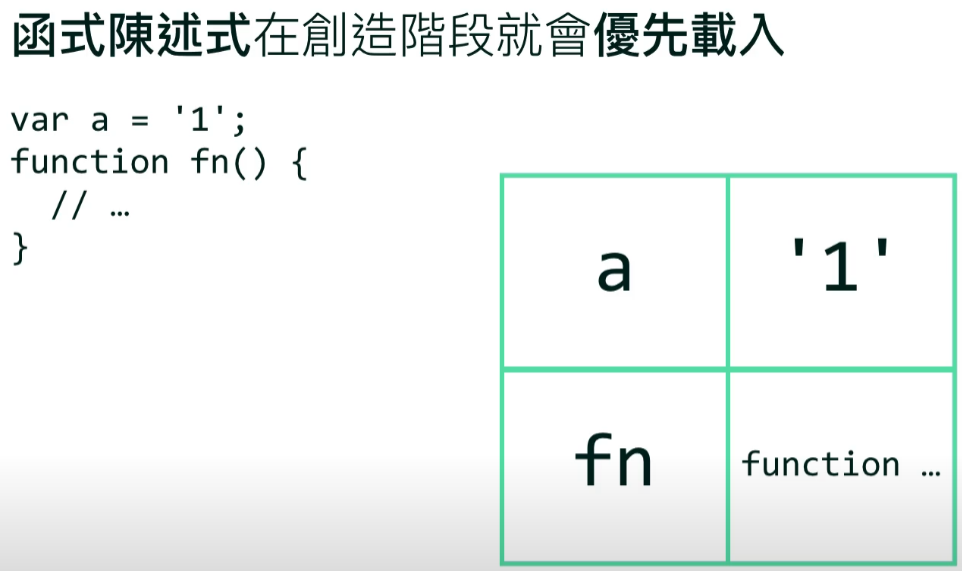 函式陳述式在創造階段就會優先載入
var a = '1';
function fn() {
  // …
}
a '1'
fn function …